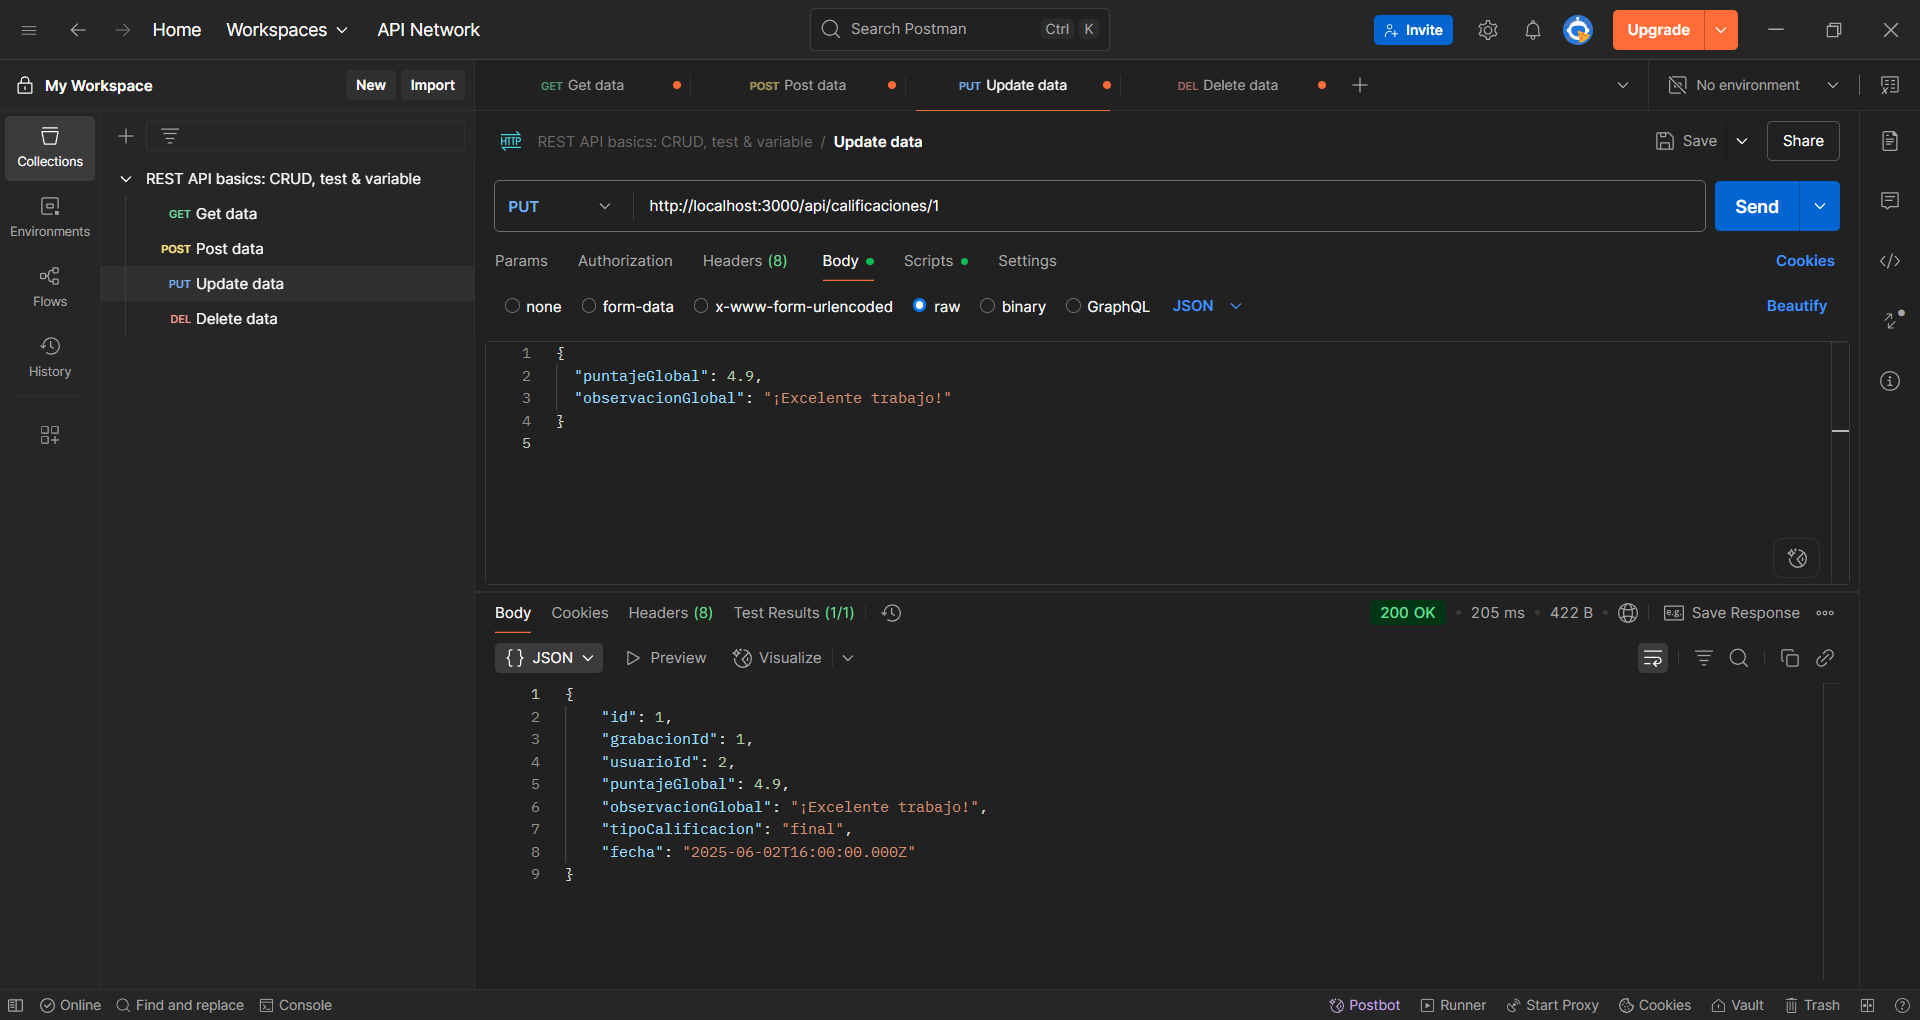 Home Workspaces API Network Search Postman Ctrl K Invite Upgrade
My Workspace New Import GET Get data POST Post data PUT Update data DEL Delete data No environment
Collections
Environments
Flows
History
REST API basics: CRUD, test & variable
GET Get data
POST Post data
PUT Update data
DEL Delete data
HTTP REST API basics: CRUD, test & variable / Update data Save Share
PUT http://localhost:3000/api/calificaciones/1 Send
Params Authorization Headers (8) Body Scripts Settings Cookies
none form-data x-www-form-urlencoded raw binary GraphQL JSON Beautify
1 {
2 "puntajeGlobal": 4.9,
3 "observacionGlobal": "¡Excelente trabajo!"
4 }
5
Body Cookies Headers (8) Test Results (1/1) 200 OK • 205 ms • 422 B e.g. Save Response
{} JSON Preview Visualize
1 {
2 "id": 1,
3 "grabacionId": 1,
4 "usuarioId": 2,
5 "puntajeGlobal": 4.9,
6 "observacionGlobal": "¡Excelente trabajo!",
7 "tipoCalificacion": "final",
8 "fecha": "2025-06-02T16:00:00.000Z"
9 }
Online Find and replace Console Postbot Runner Start Proxy Cookies Vault Trash